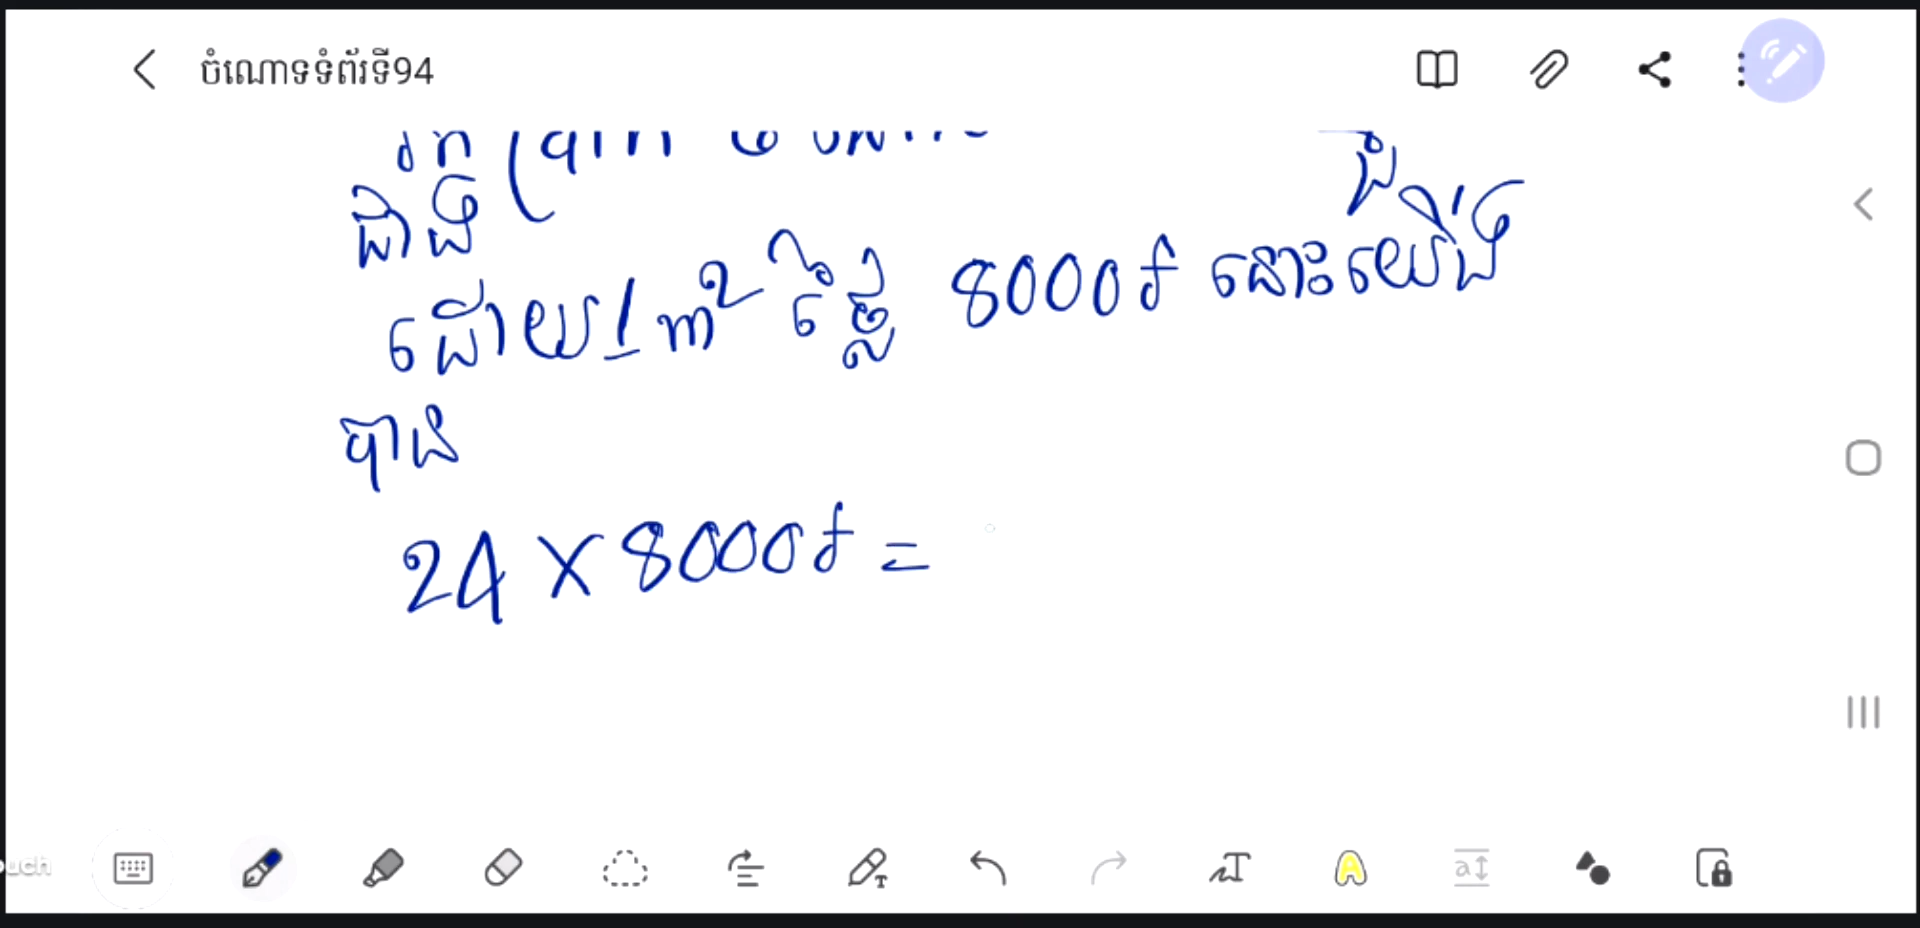 ចំណោទទំព័រទី94
ដោយ 1m² ថ្លៃ 8000៛ នោះយើង
បាន
24 × 8000៛ =